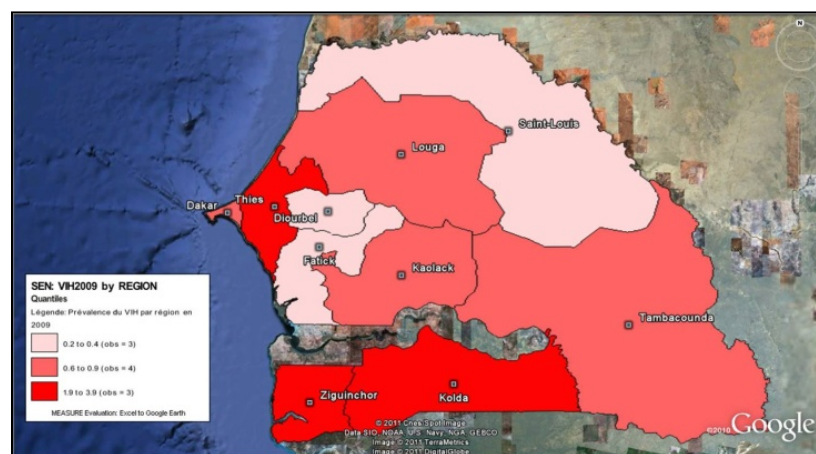 N
Saint-Louis
Louga
Dakar
Thies
Diourbel
Fatick
Kaolack
Tambacounda
Ziguinchor
Kolda
SEN: VIH2009 by REGION
Quantiles
Légende: Prévalence du VIH par région en
2009
0.2 to 0.4 (obs = 3)
0.6 to 0.9 (obs = 4)
1.9 to 3.9 (obs = 3)
MEASURE Evaluation: Excel to Google Earth
© 2011 Cnes/Spot Image
Data SIO, NOAA, U.S. Navy, NGA, GEBCO
Image © 2011 TerraMetrics
Image © 2011 DigitalGlobe
©2010 Google